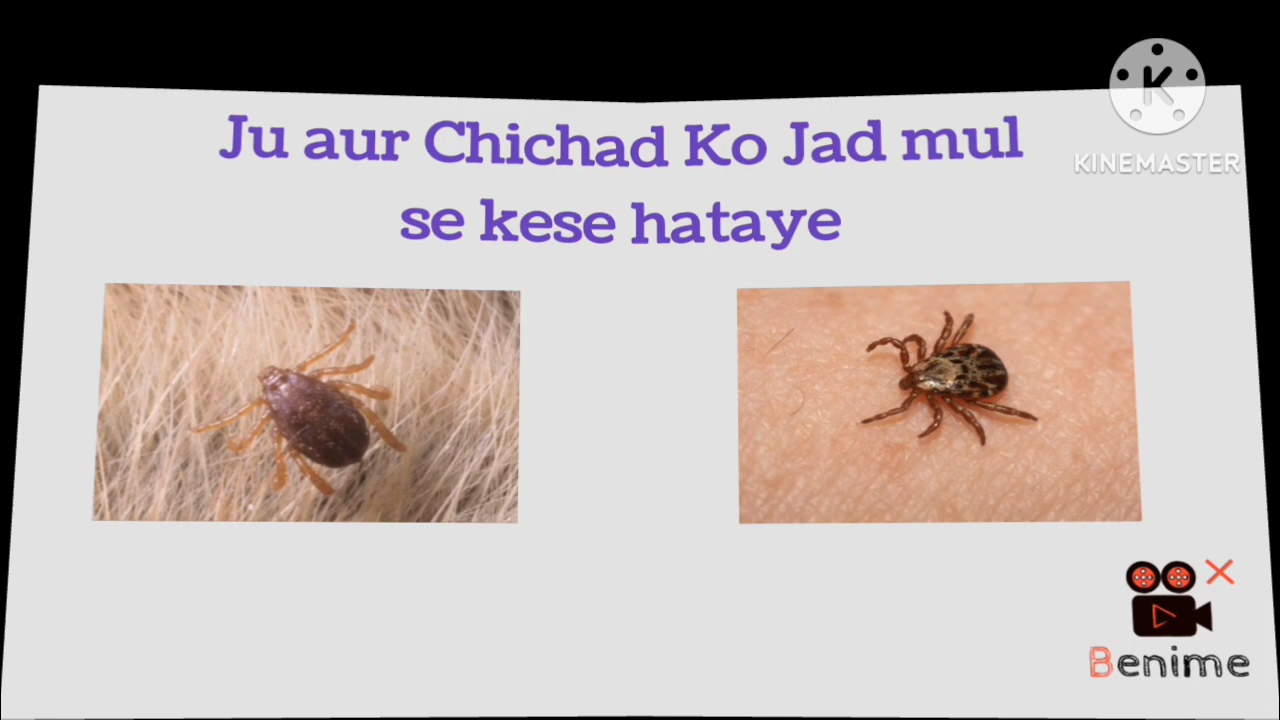 Ju aur Chichad Ko Jad mul
se kese hataye
K
KINEMASTER
Benime